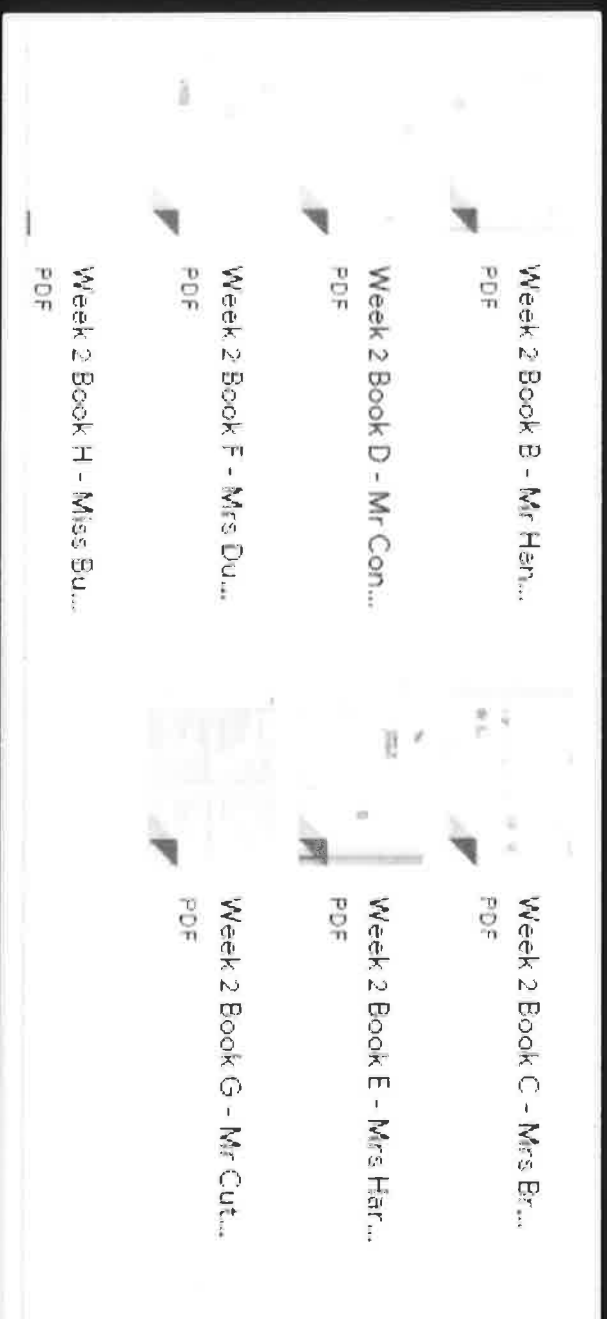 Week 2 Book B - Mr Hen...
PDF
Week 2 Book C - Mrs Br...
PDF
Week 2 Book D - Mr Con...
PDF
Week 2 Book E - Mrs Har...
PDF
Week 2 Book F - Mrs Du...
PDF
Week 2 Book G - Mr Cut...
PDF
Week 2 Book H - Miss Bu...
PDF